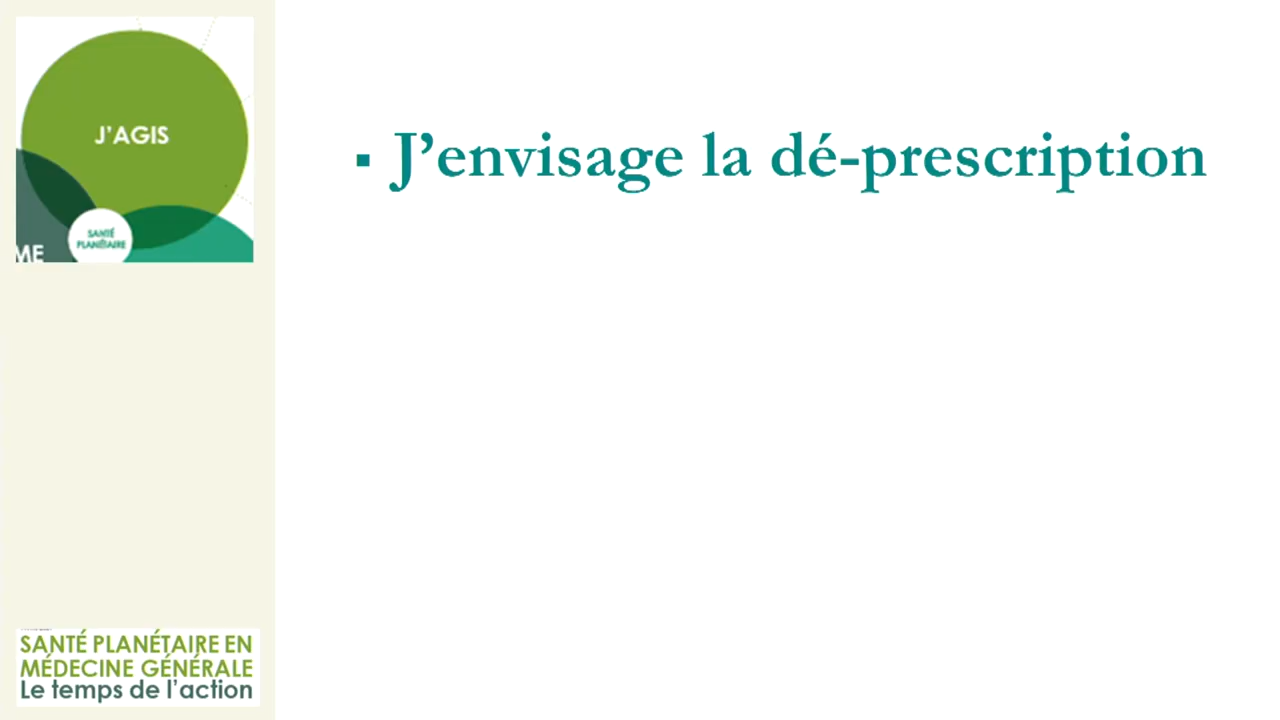 J'AGIS
SANTÉ
PLANÉTAIRE
ME
▪ J’envisage la dé-prescription
SANTÉ PLANÉTAIRE EN
MÉDECINE GÉNÉRALE
Le temps de l’action